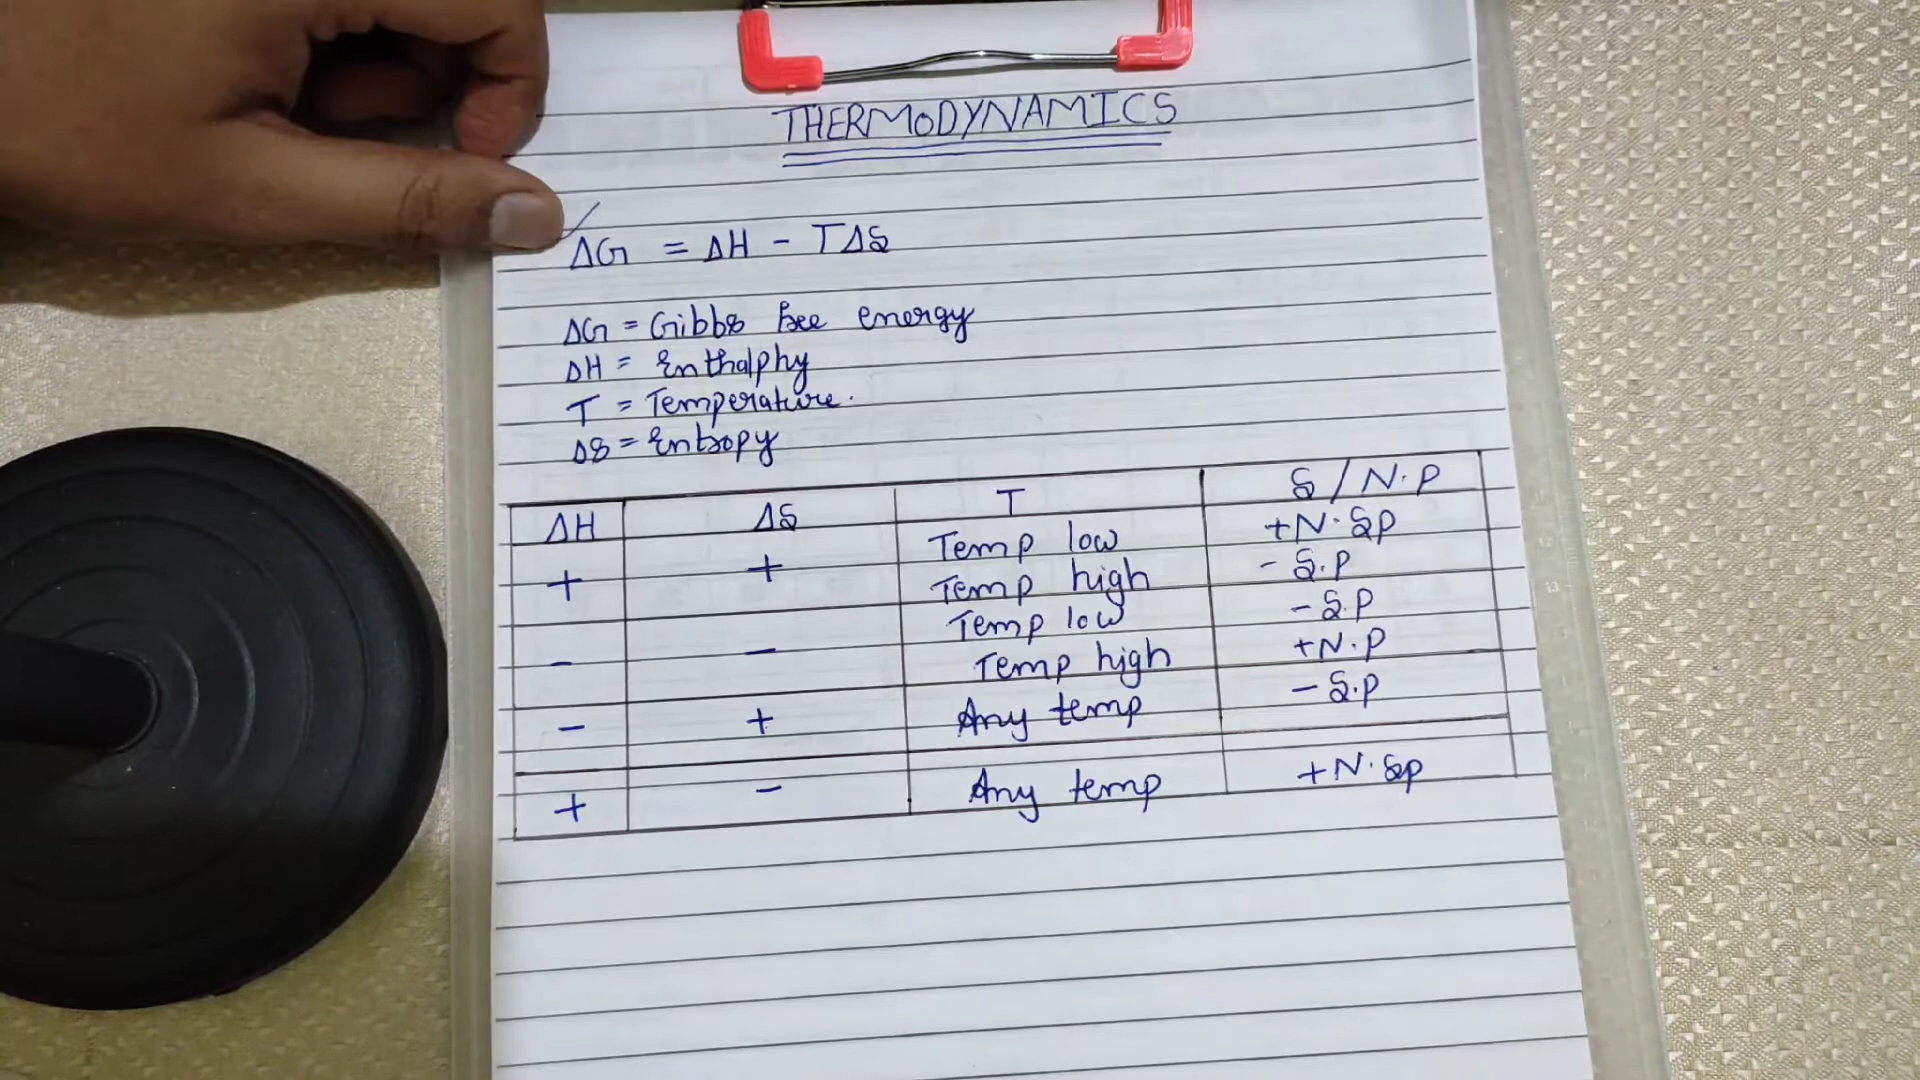 THERMODYNAMICS
ΔG = ΔH - TΔS
ΔG = Gibbs free energy
ΔH = Enthalphy
T = Temperature.
ΔS = Entropy
ΔH ΔS T S/N.P
+ + Temp low +N.Sp
Temp high - S.P
- - Temp low - S.P
Temp high +N.P
- + Any temp - S.P
+ - Any temp +N.Sp